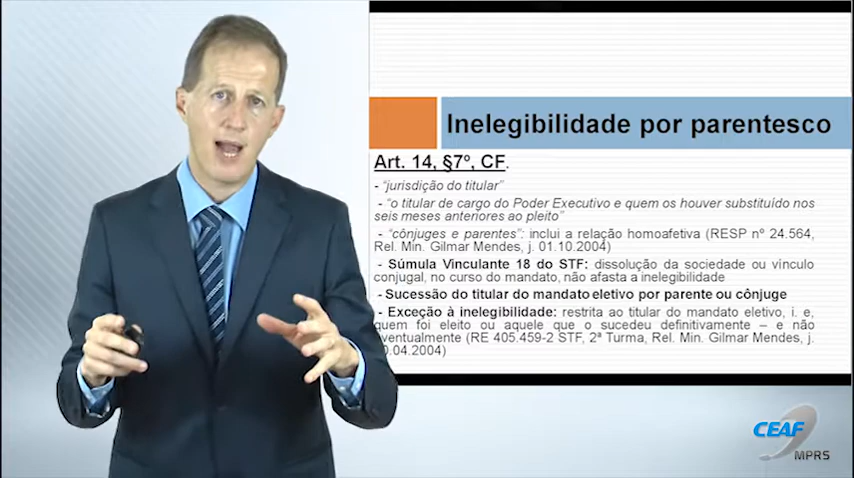 Inelegibilidade por parentesco
Art. 14, §7º, CF.
- “jurisdição do titular”
- “o titular de cargo do Poder Executivo e quem os houver substituído nos
seis meses anteriores ao pleito”
- “cônjuges e parentes”: inclui a relação homoafetiva (RESP nº 24.564,
Rel. Min. Gilmar Mendes, j. 01.10.2004)
- Súmula Vinculante 18 do STF: dissolução da sociedade ou vínculo
conjugal, no curso do mandato, não afasta a inelegibilidade
- Sucessão do titular do mandato eletivo por parente ou cônjuge
- Exceção à inelegibilidade: restrita ao titular do mandato eletivo, i. e,
quem foi eleito ou aquele que o sucedeu definitivamente – e não
eventualmente (RE 405.459-2 STF, 2ª Turma, Rel. Min. Gilmar Mendes, j.
0.04.2004)
CEAF
MPRS